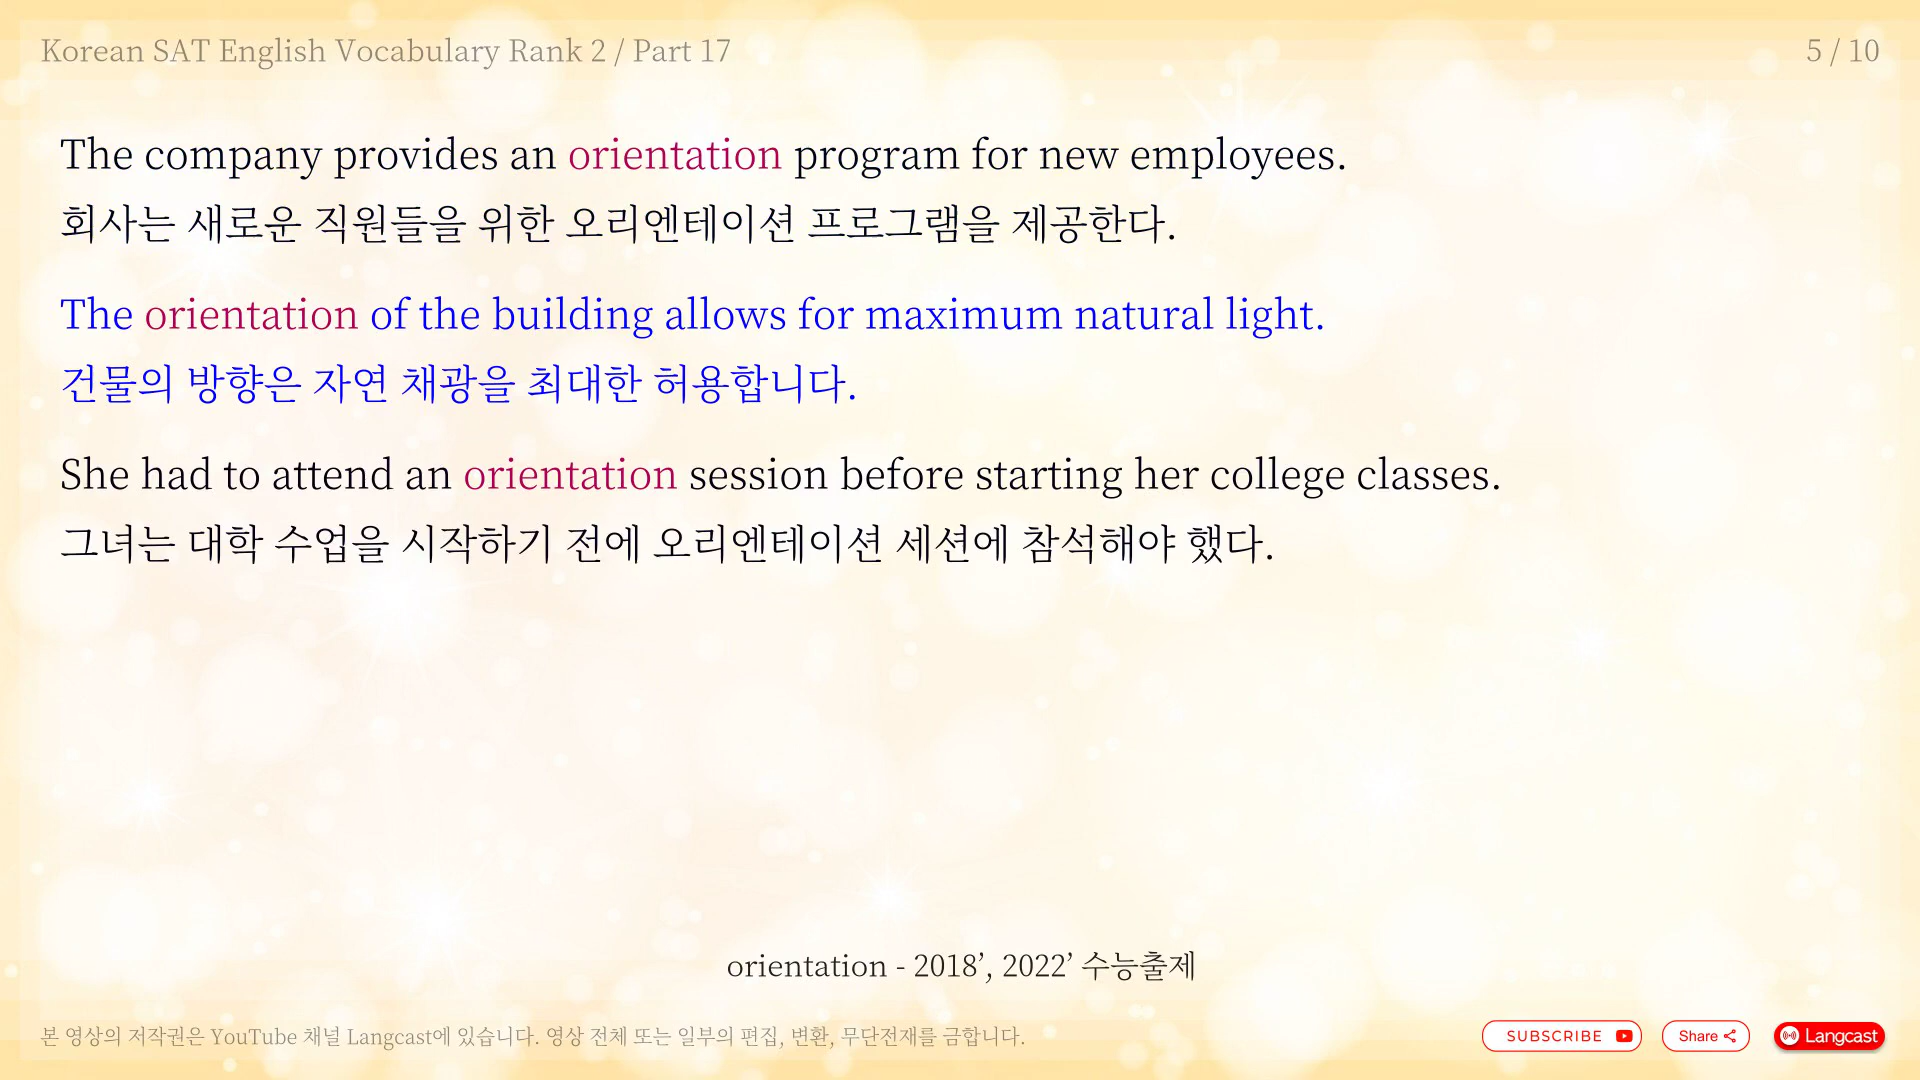 Korean SAT English Vocabulary Rank 2 / Part 17
5 / 10
The company provides an orientation program for new employees.
회사는 새로운 직원들을 위한 오리엔테이션 프로그램을 제공한다.
The orientation of the building allows for maximum natural light.
건물의 방향은 자연 채광을 최대한 허용합니다.
She had to attend an orientation session before starting her college classes.
그녀는 대학 수업을 시작하기 전에 오리엔테이션 세션에 참석해야 했다.
orientation - 2018’, 2022’ 수능출제
본 영상의 저작권은 YouTube 채널 Langcast에 있습니다. 영상 전체 또는 일부의 편집, 변환, 무단전재를 금합니다.
SUBSCRIBE
Share
Langcast